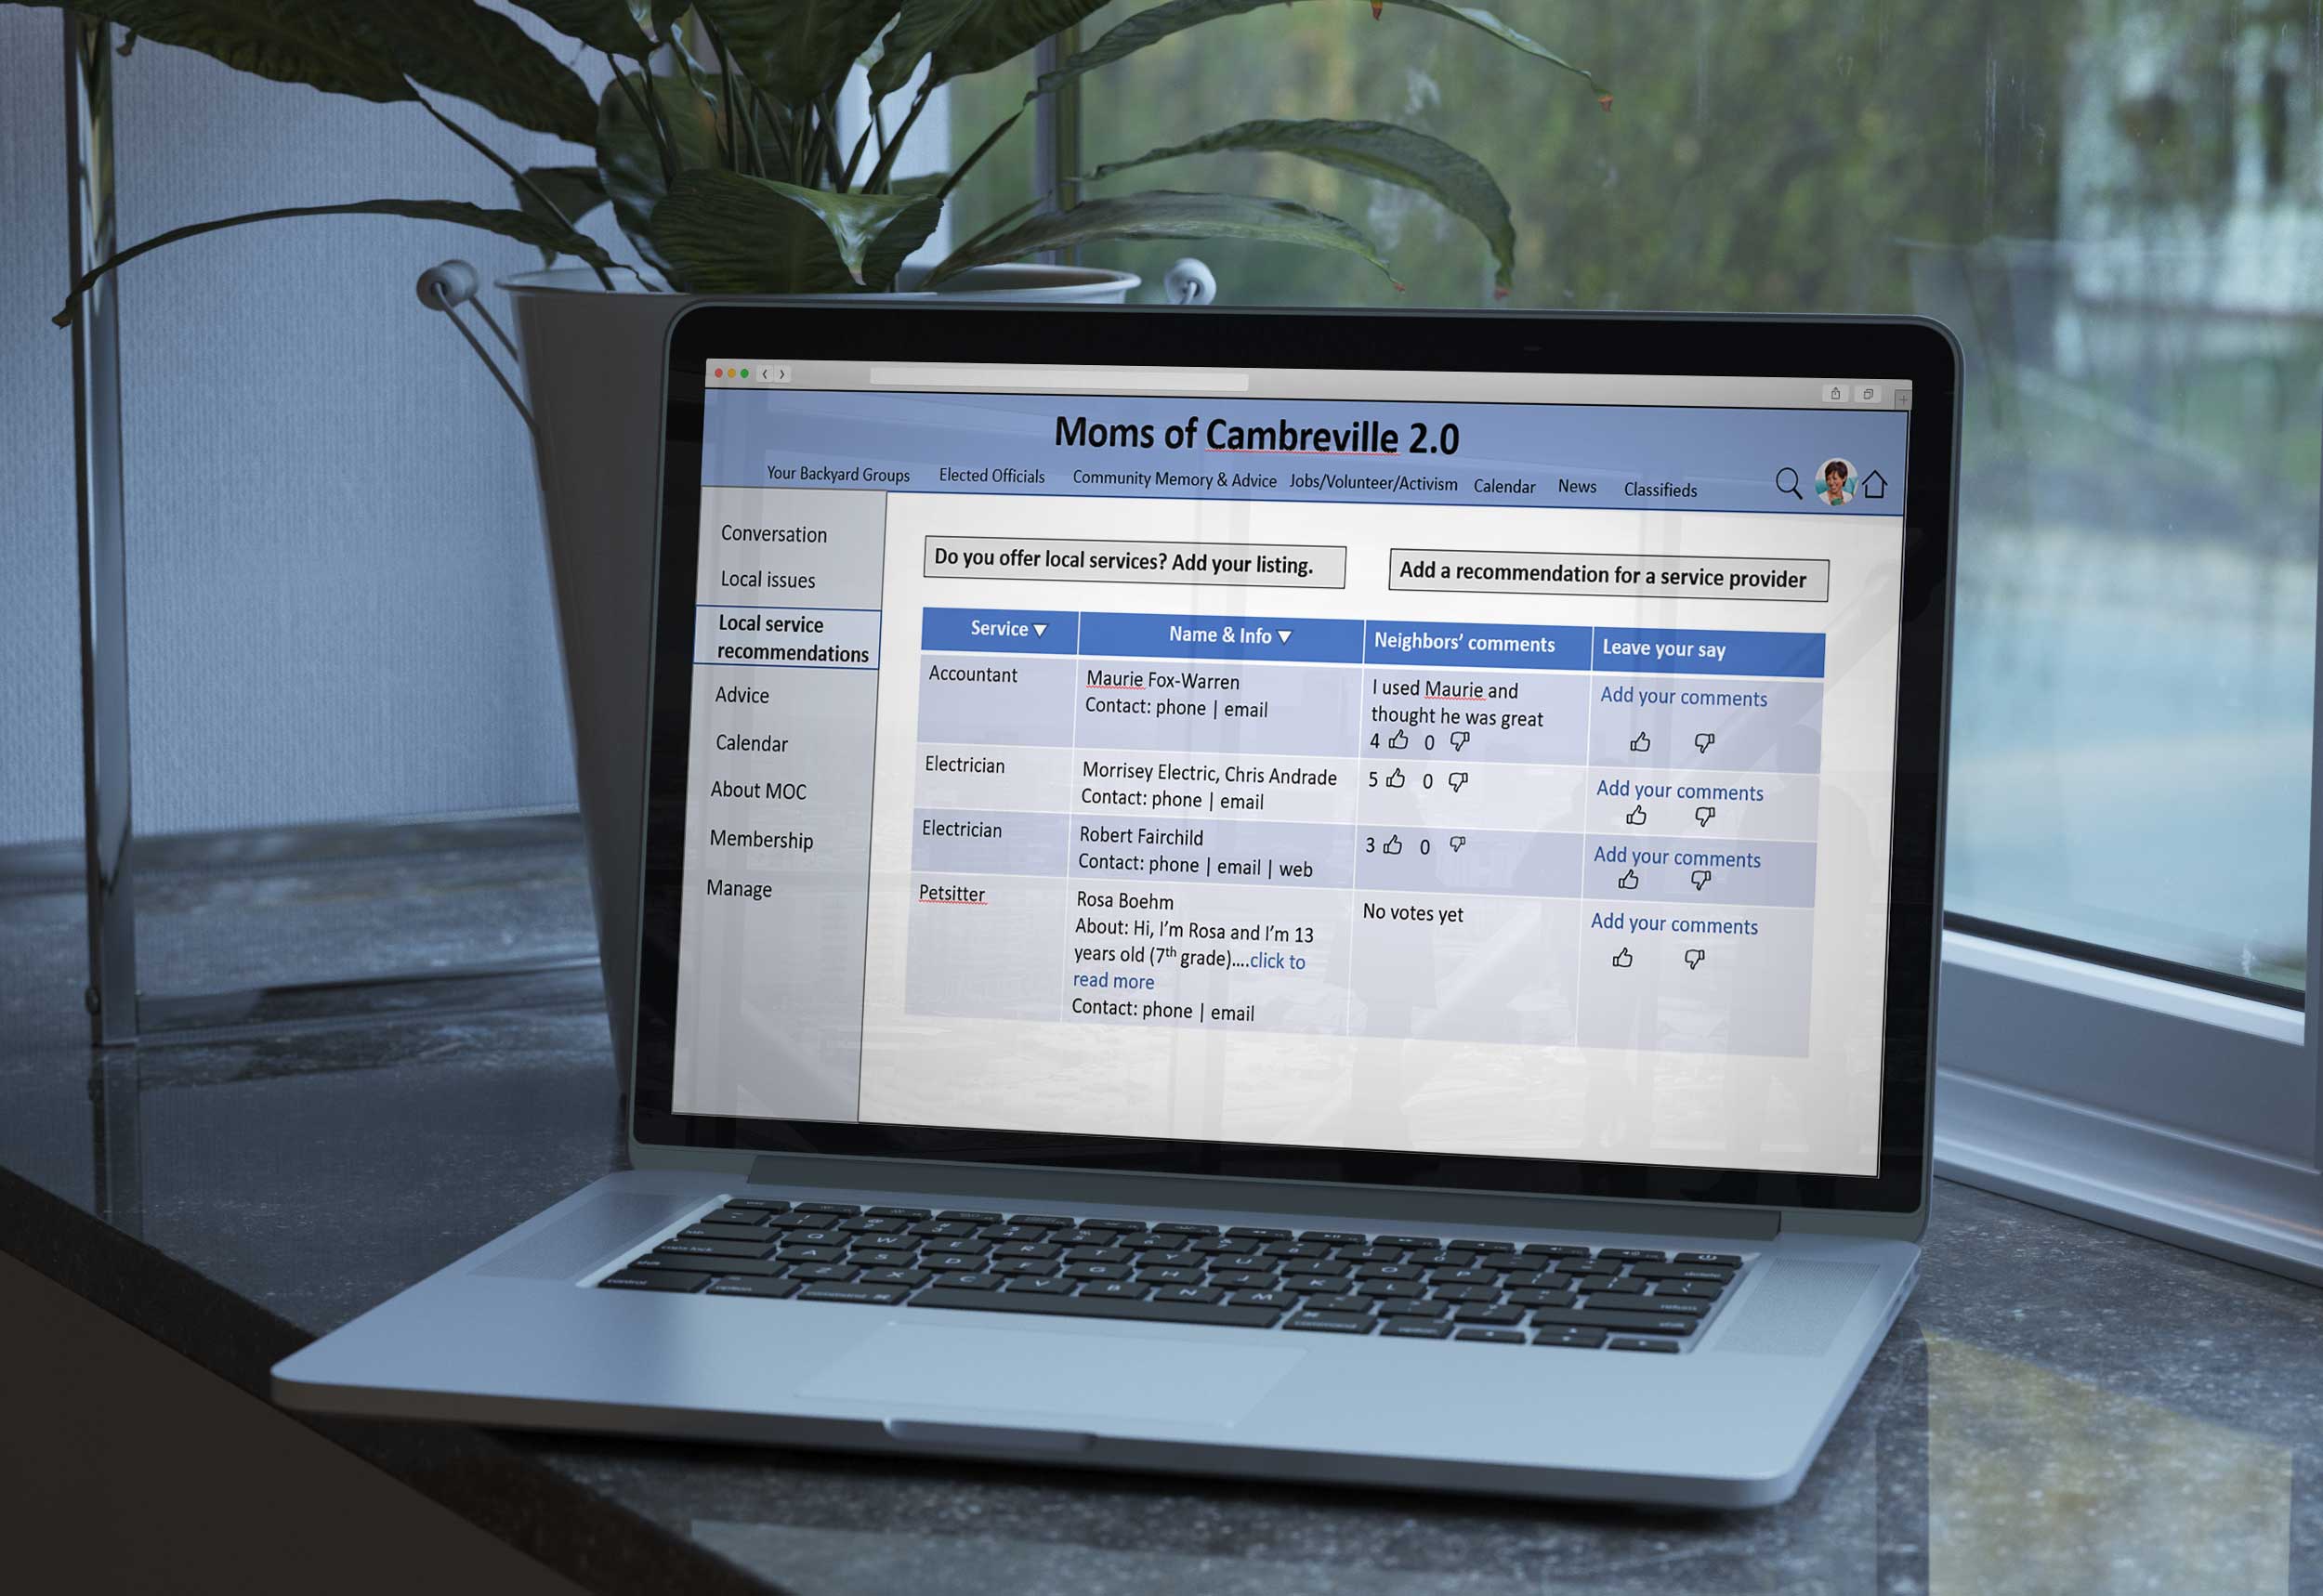 Moms of Cambreville 2.0
Your Backyard Groups Elected Officials Community Memory & Advice Jobs/Volunteer/Activism Calendar News Classifieds
Conversation
Local issues
Local service
recommendations
Advice
Calendar
About MOC
Membership
Manage
Do you offer local services? Add your listing.
Add a recommendation for a service provider
Service Name & Info Neighbors' comments Leave your say
Accountant
Maurie Fox-Warren
Contact: phone | email
I used Maurie and
thought he was great
4 0
Add your comments
Electrician
Morrisey Electric, Chris Andrade
Contact: phone | email
5 0
Add your comments
Electrician
Robert Fairchild
Contact: phone | email | web
3 0
Add your comments
Petsitter
Rosa Boehm
About: Hi, I'm Rosa and I'm 13
years old (7th grade)....click to
read more
Contact: phone | email
No votes yet
Add your comments
Q W E R T Y U I O P
A S D F G H J K L
Z X C V B N M
control option command
command option